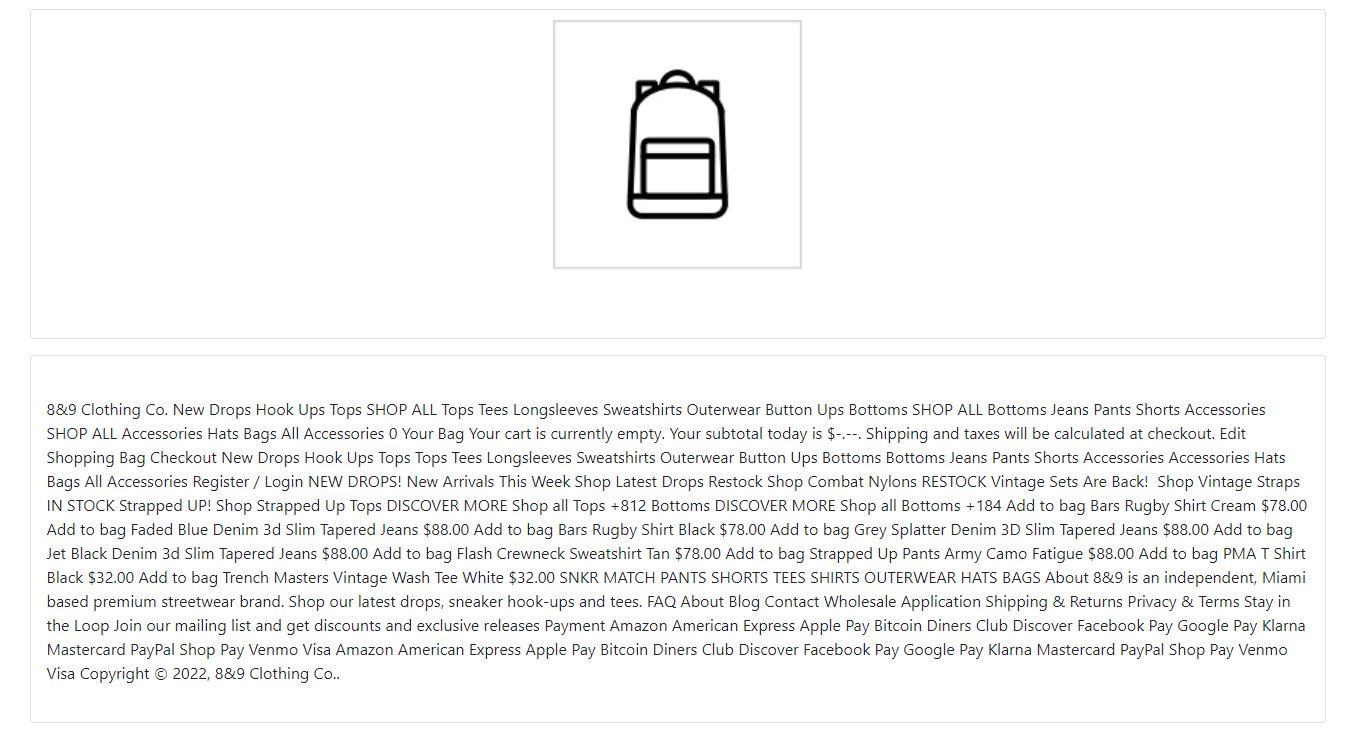 8&9 Clothing Co. New Drops Hook Ups Tops SHOP ALL Tops Tees Longsleeves Sweatshirts Outerwear Button Ups Bottoms SHOP ALL Bottoms Jeans Pants Shorts Accessories
SHOP ALL Accessories Hats Bags All Accessories 0 Your Bag Your cart is currently empty. Your subtotal today is $-.--. Shipping and taxes will be calculated at checkout. Edit
Shopping Bag Checkout New Drops Hook Ups Tops Tops Tees Longsleeves Sweatshirts Outerwear Button Ups Bottoms Bottoms Jeans Pants Shorts Accessories Accessories Hats
Bags All Accessories Register / Login NEW DROPS! New Arrivals This Week Shop Latest Drops Restock Shop Combat Nylons RESTOCK Vintage Sets Are Back!  Shop Vintage Straps
IN STOCK Strapped UP! Shop Strapped Up Tops DISCOVER MORE Shop all Tops +812 Bottoms DISCOVER MORE Shop all Bottoms +184 Add to bag Bars Rugby Shirt Cream $78.00
Add to bag Faded Blue Denim 3d Slim Tapered Jeans $88.00 Add to bag Bars Rugby Shirt Black $78.00 Add to bag Grey Splatter Denim 3D Slim Tapered Jeans $88.00 Add to bag
Jet Black Denim 3d Slim Tapered Jeans $88.00 Add to bag Flash Crewneck Sweatshirt Tan $78.00 Add to bag Strapped Up Pants Army Camo Fatigue $88.00 Add to bag PMA T Shirt
Black $32.00 Add to bag Trench Masters Vintage Wash Tee White $32.00 SNKR MATCH PANTS SHORTS TEES SHIRTS OUTERWEAR HATS BAGS About 8&9 is an independent, Miami
based premium streetwear brand. Shop our latest drops, sneaker hook-ups and tees. FAQ About Blog Contact Wholesale Application Shipping & Returns Privacy & Terms Stay in
the Loop Join our mailing list and get discounts and exclusive releases Payment Amazon American Express Apple Pay Bitcoin Diners Club Discover Facebook Pay Google Pay Klarna
Mastercard PayPal Shop Pay Venmo Visa Amazon American Express Apple Pay Bitcoin Diners Club Discover Facebook Pay Google Pay Klarna Mastercard PayPal Shop Pay Venmo
Visa Copyright © 2022, 8&9 Clothing Co..